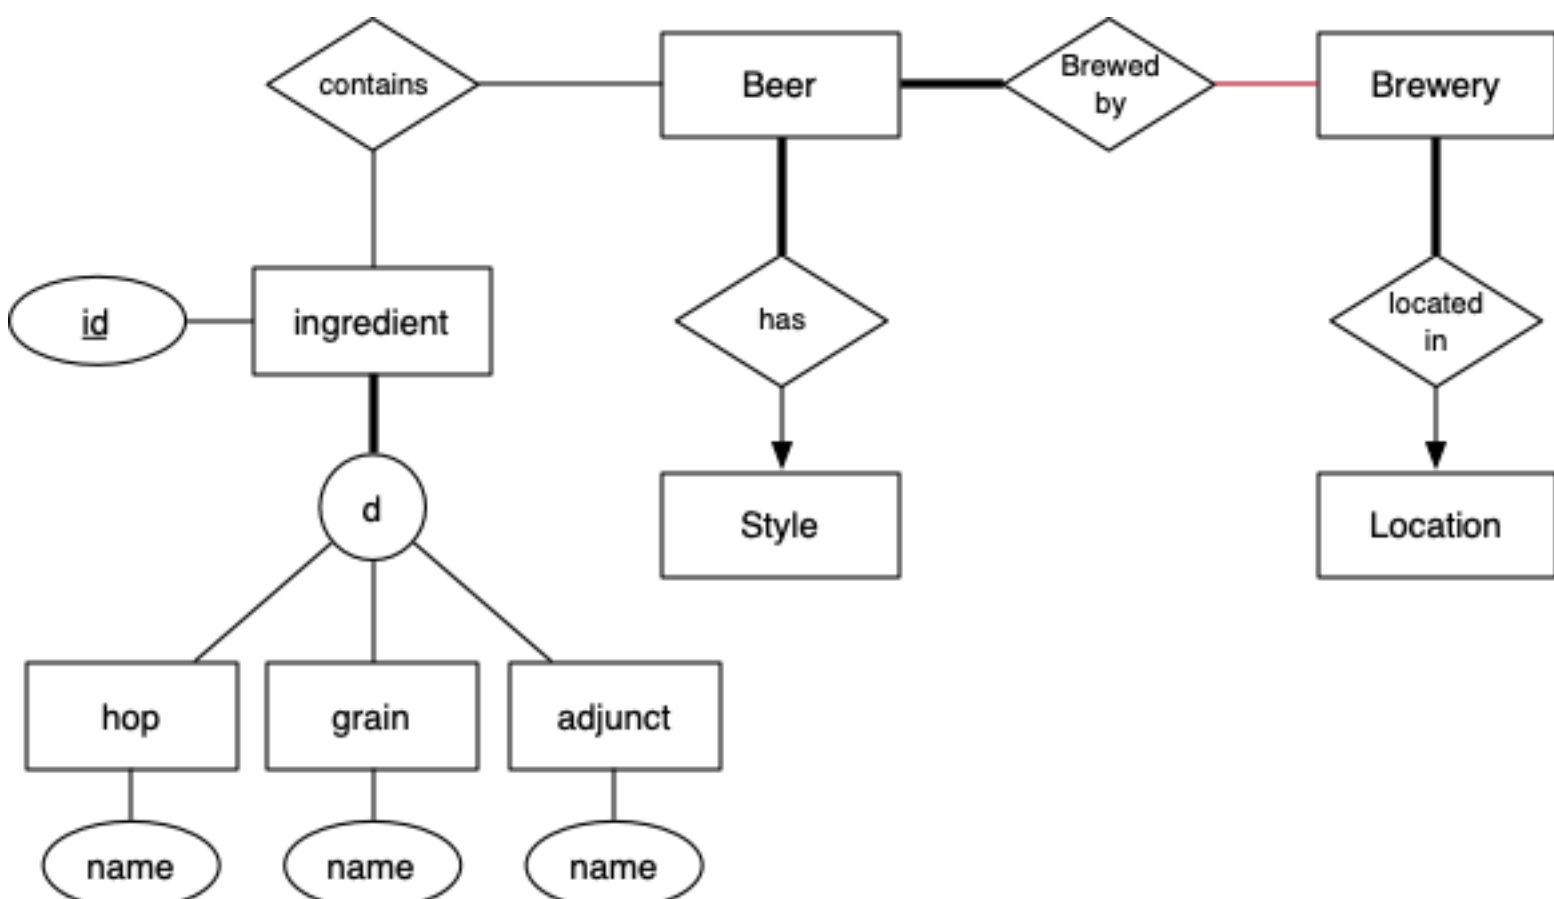 contains
Beer
Brewed
by
Brewery
id
ingredient
has
located
in
d
Style
Location
hop
grain
adjunct
name
name
name